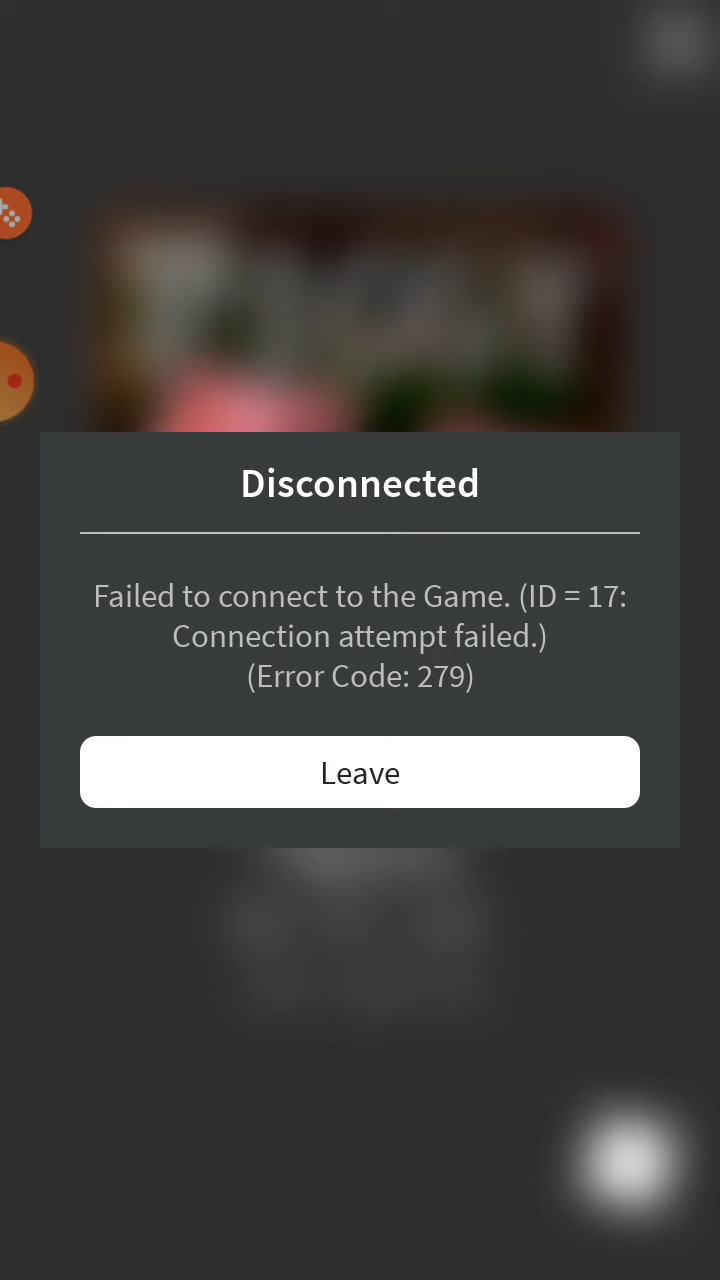 Disconnected
Failed to connect to the Game. (ID = 17:
Connection attempt failed.)
(Error Code: 279)
Leave